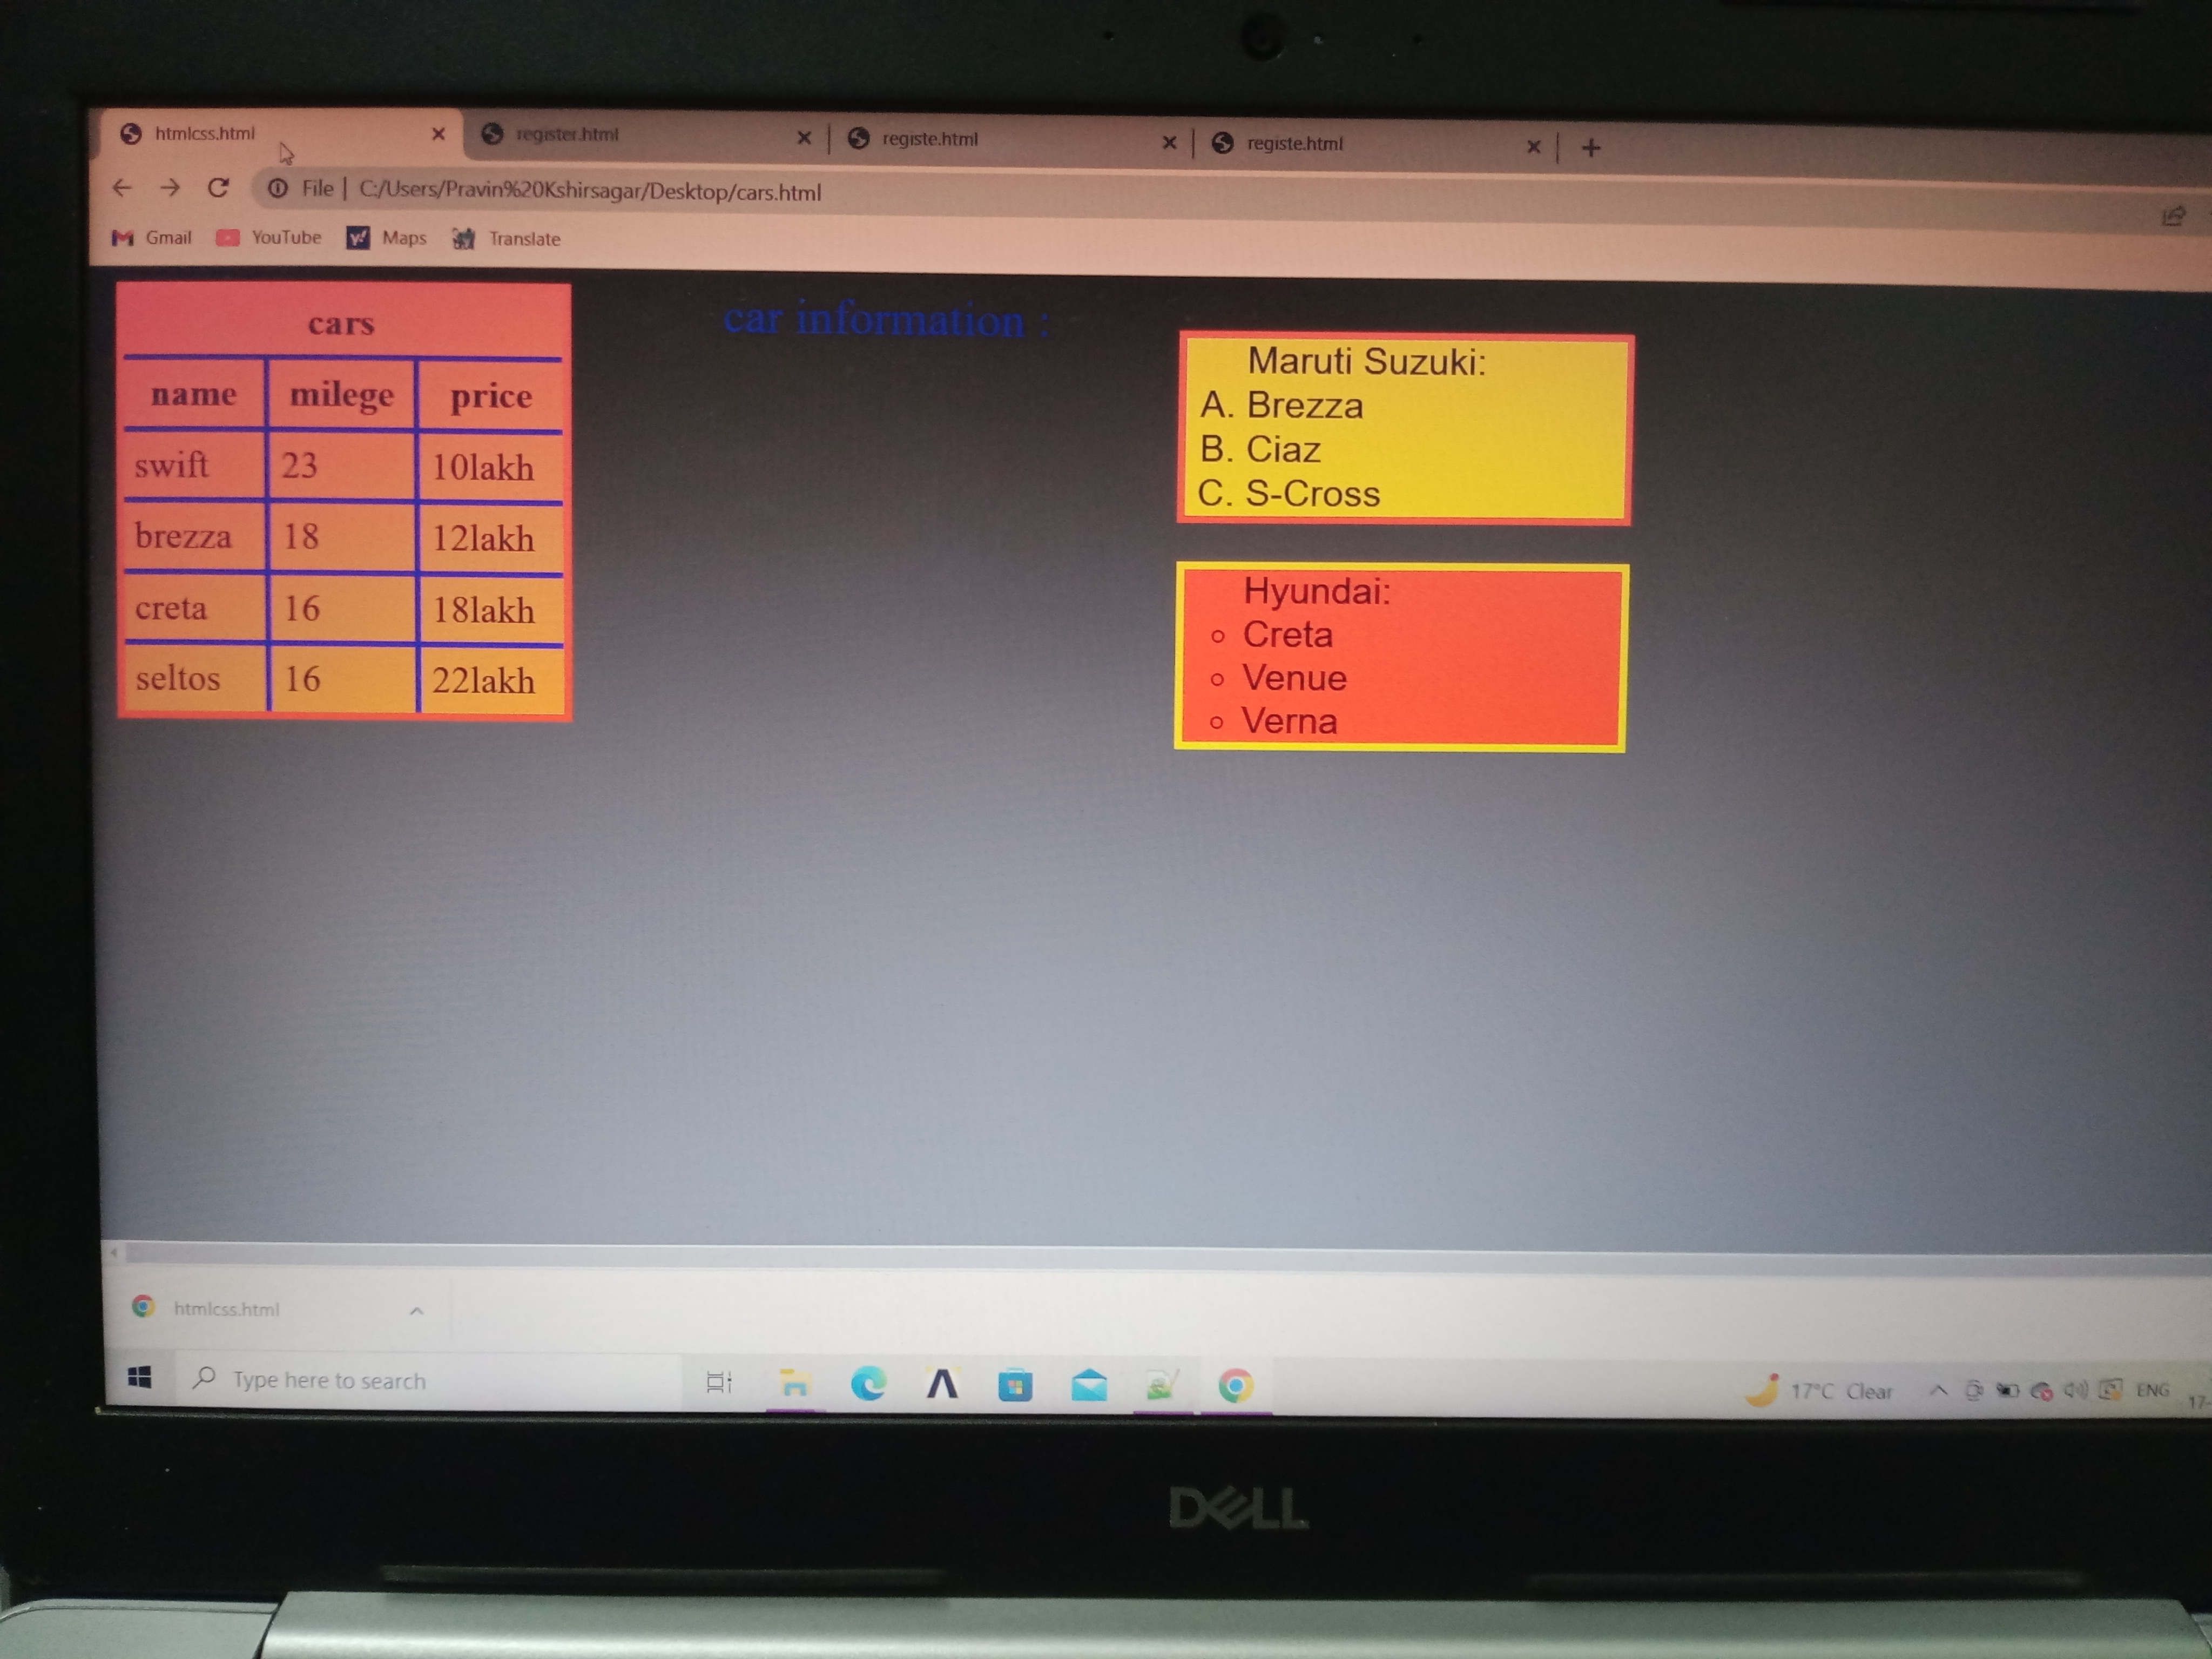 htmlcss.html register.html registe.html registe.html
File | C:/Users/Pravin%20Kshirsagar/Desktop/cars.html
Gmail YouTube Maps Translate
cars
name milege price
swift 23 10lakh
brezza 18 12lakh
creta 16 18lakh
seltos 16 22lakh
car information :
Maruti Suzuki:
A. Brezza
B. Ciaz
C. S-Cross
Hyundai:
Creta
Venue
Verna
htmlcss.html
Type here to search
17°C Clear ENG
17-
DELL